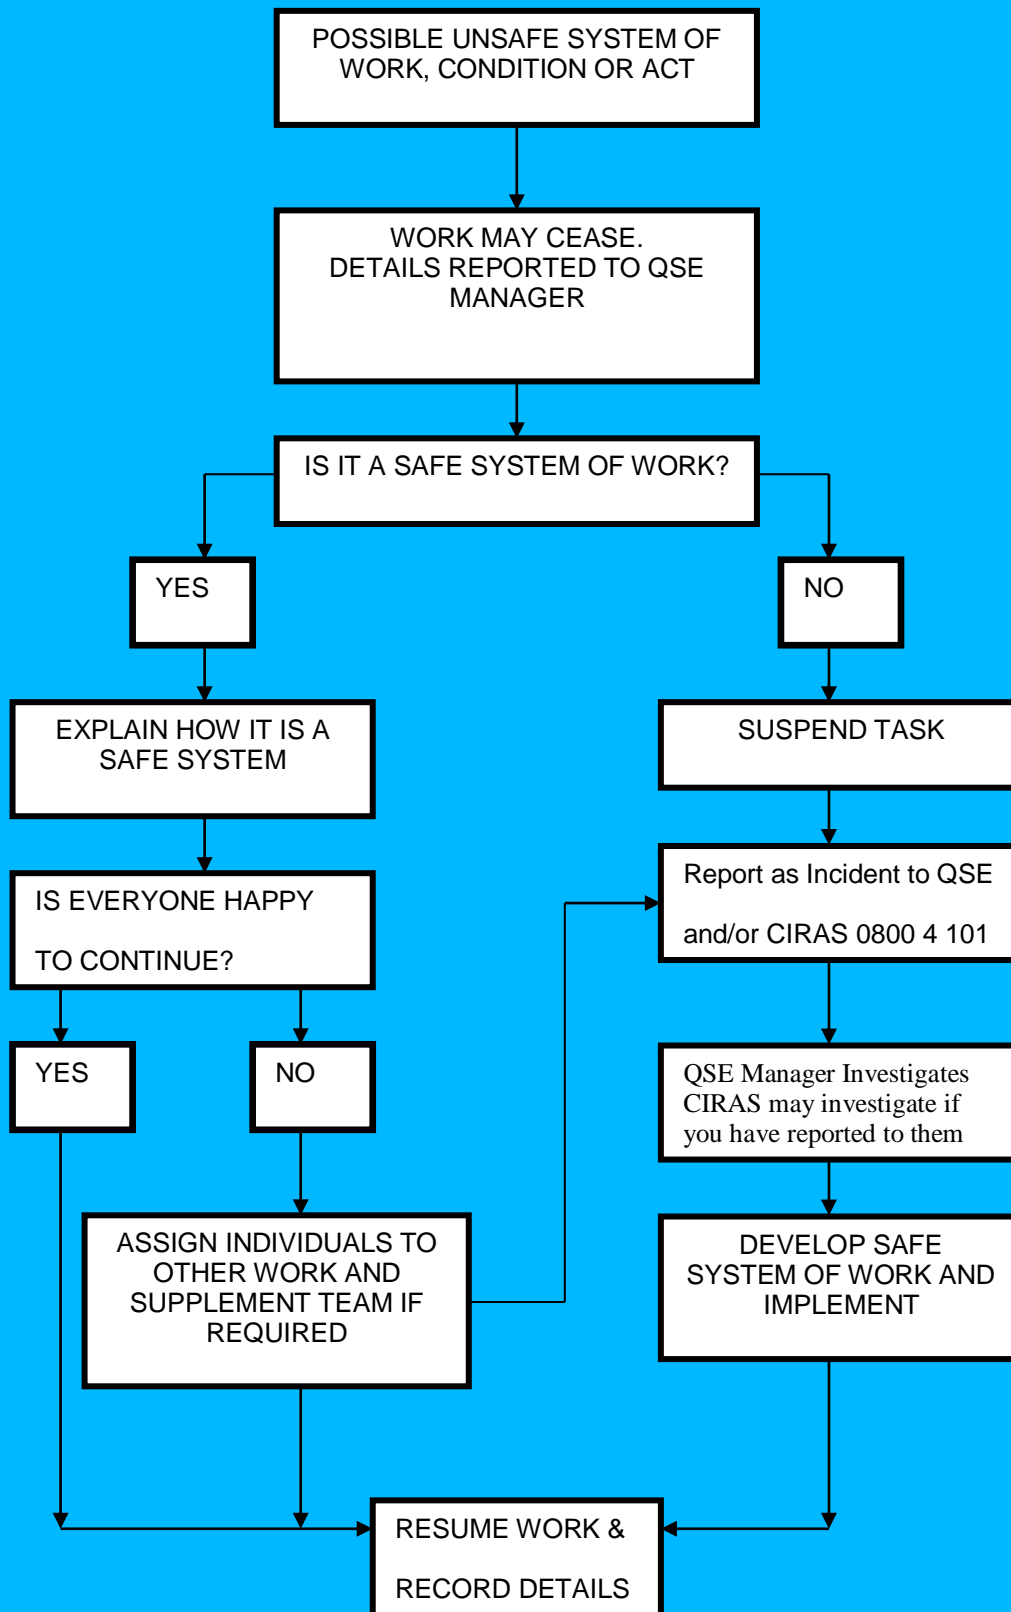 POSSIBLE UNSAFE SYSTEM OF
WORK, CONDITION OR ACT
WORK MAY CEASE.
DETAILS REPORTED TO QSE
MANAGER
IS IT A SAFE SYSTEM OF WORK?
YES
NO
EXPLAIN HOW IT IS A
SAFE SYSTEM
SUSPEND TASK
IS EVERYONE HAPPY
TO CONTINUE?
Report as Incident to QSE
and/or CIRAS 0800 4 101
YES
NO
QSE Manager Investigates
CIRAS may investigate if
you have reported to them
ASSIGN INDIVIDUALS TO
OTHER WORK AND
SUPPLEMENT TEAM IF
REQUIRED
DEVELOP SAFE
SYSTEM OF WORK AND
IMPLEMENT
RESUME WORK &
RECORD DETAILS